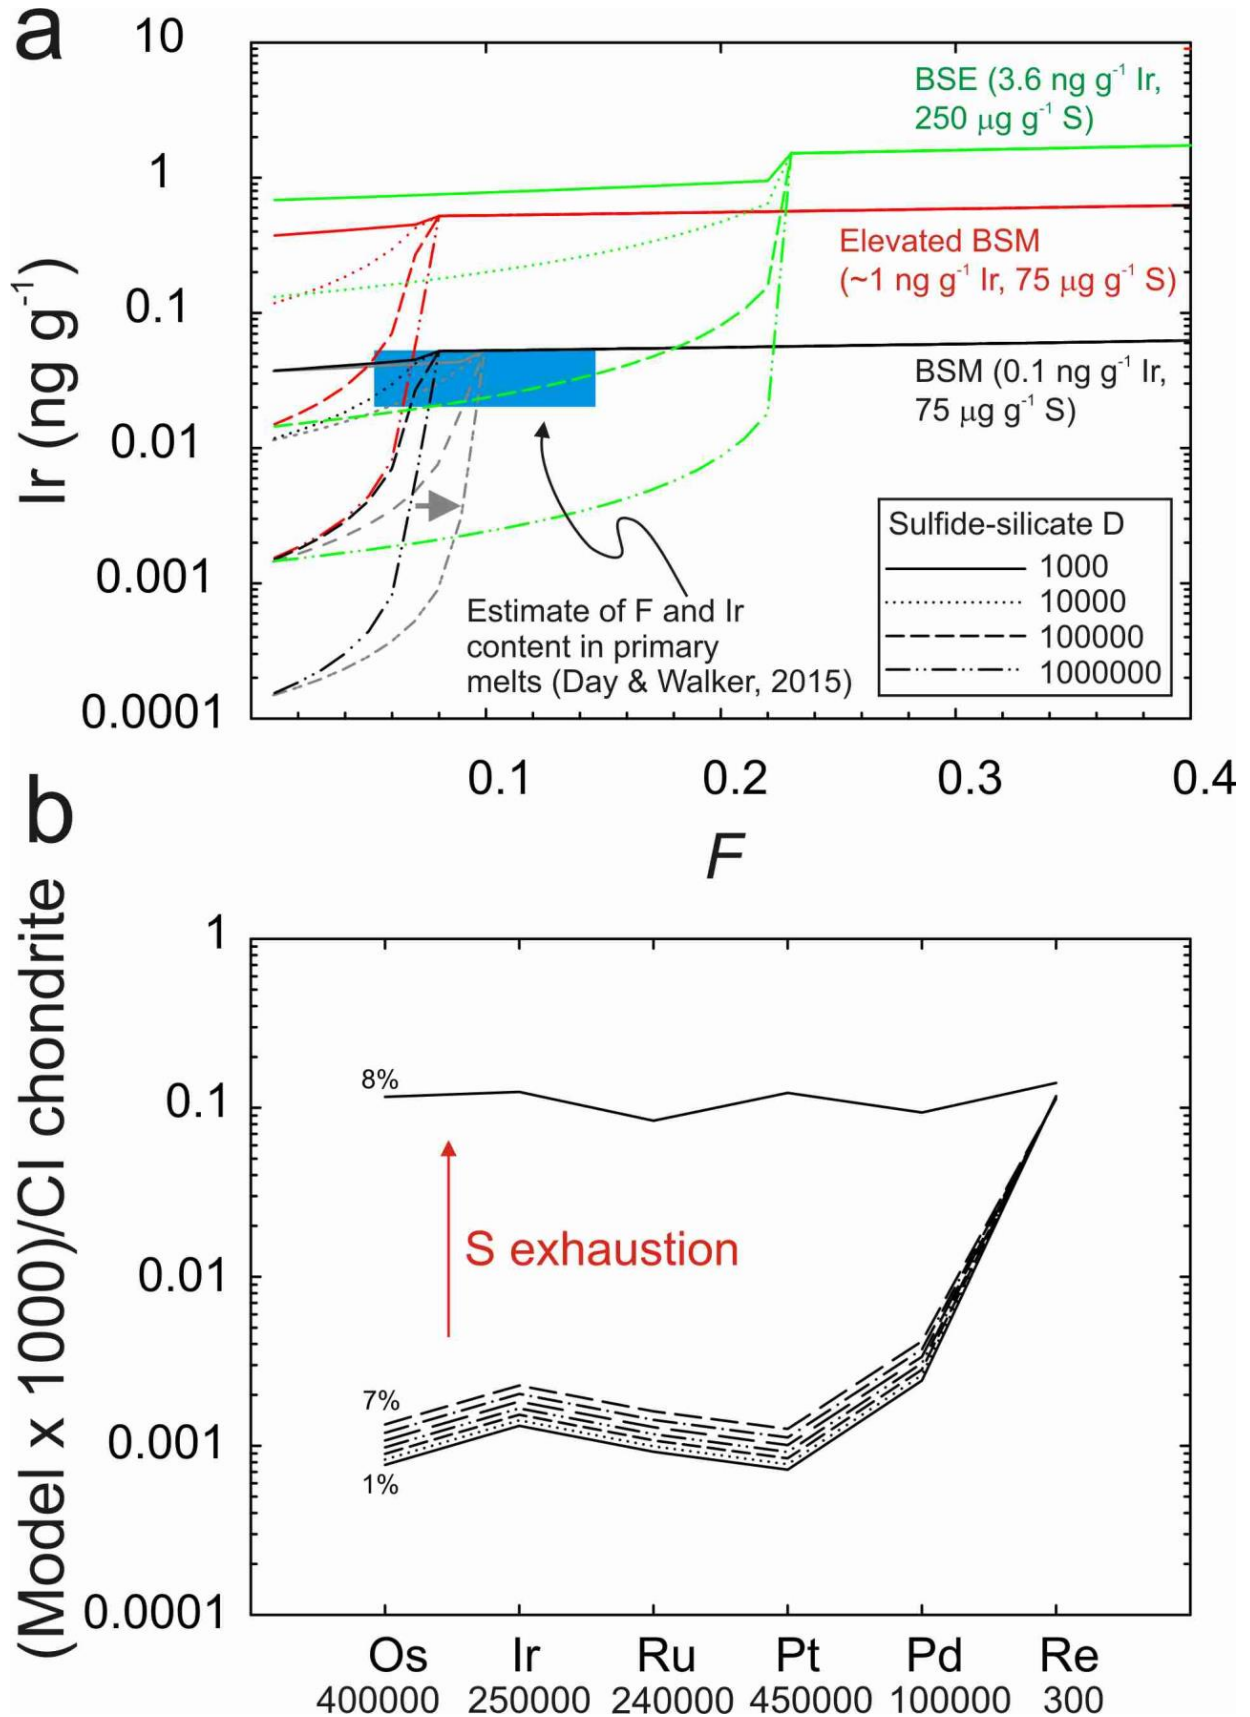 a
10
1
0.1
0.01
0.001
0.0001
Ir (ng g⁻¹)
BSE (3.6 ng g⁻¹ Ir,
250 µg g⁻¹ S)
Elevated BSM
(~1 ng g⁻¹ Ir, 75 µg g⁻¹ S)
BSM (0.1 ng g⁻¹ Ir,
75 µg g⁻¹ S)
Sulfide-silicate D
1000
10000
100000
1000000
Estimate of F and Ir
content in primary
melts (Day & Walker, 2015)
0.1 0.2 0.3 0.4
F
b
(Model x 1000)/CI chondrite
1
0.1
0.01
0.001
0.0001
8%
S exhaustion
7%
1%
Os Ir Ru Pt Pd Re
400000 250000 240000 450000 100000 300